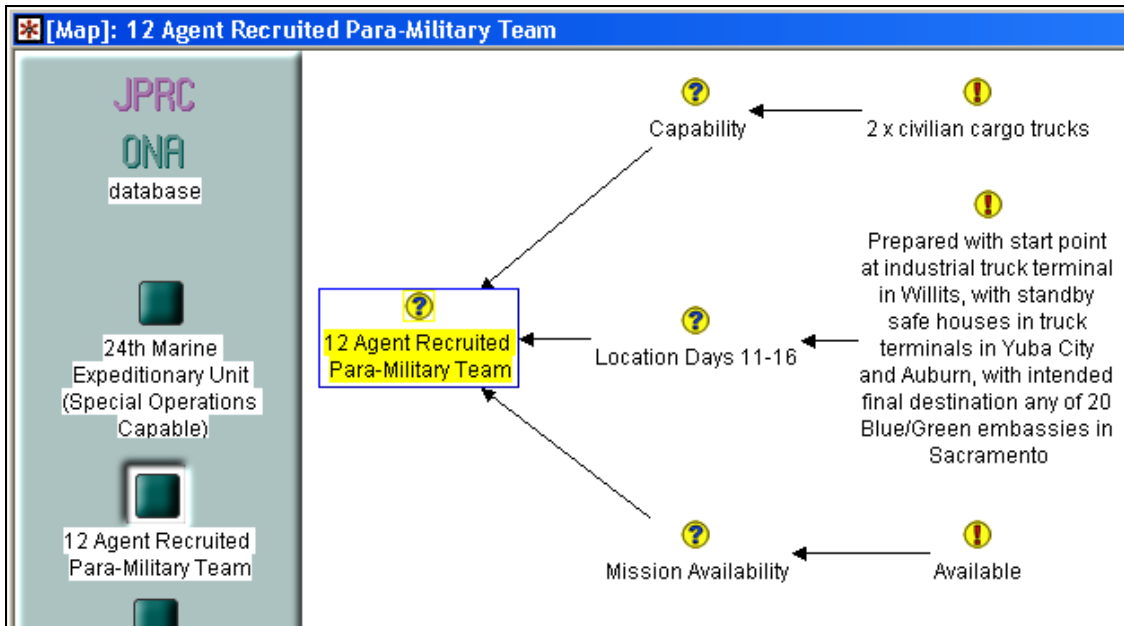 [Map]: 12 Agent Recruited Para-Military Team
JPRC
ONA
database
24th Marine
Expeditionary Unit
(Special Operations
Capable)
12 Agent Recruited
Para-Military Team
12 Agent Recruited
Para-Military Team
Capability
2 x civilian cargo trucks
Location Days 11-16
Prepared with start point
at industrial truck terminal
in Willits, with standby
safe houses in truck
terminals in Yuba City
and Auburn, with intended
final destination any of 20
Blue/Green embassies in
Sacramento
Mission Availability
Available